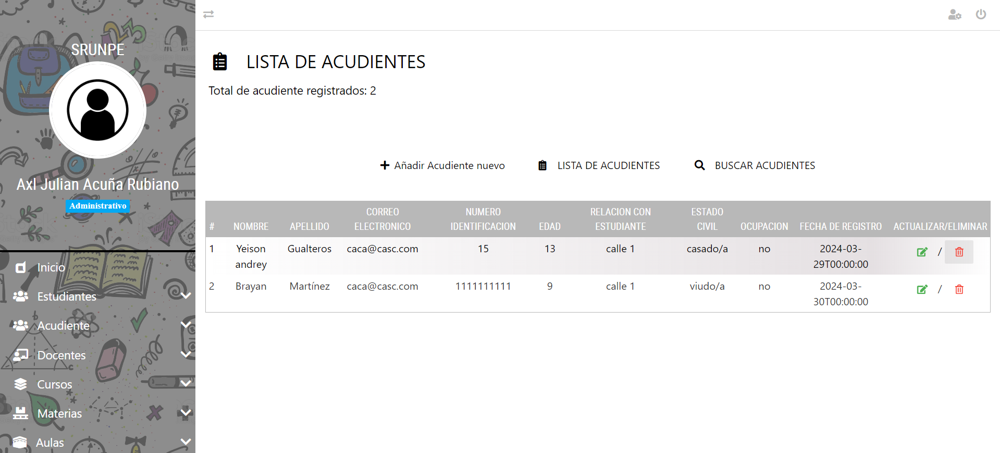 SRUNPE
Axl Julian Acuña Rubiano
Administrativo
Inicio
Estudiantes
Acudiente
Docentes
Cursos
Materias
Aulas
LISTA DE ACUDIENTES
Total de acudiente registrados: 2
Añadir Acudiente nuevo LISTA DE ACUDIENTES BUSCAR ACUDIENTES
# NOMBRE APELLIDO CORREO ELECTRONICO NUMERO IDENTIFICACION EDAD RELACION CON ESTUDIANTE ESTADO CIVIL OCUPACION FECHA DE REGISTRO ACTUALIZAR/ELIMINAR
1 Yeison andrey Gualteros caca@casc.com 15 13 calle 1 casado/a no 2024-03-29T00:00:00 /
2 Brayan Martínez caca@casc.com 1111111111 9 calle 1 viudo/a no 2024-03-30T00:00:00 /